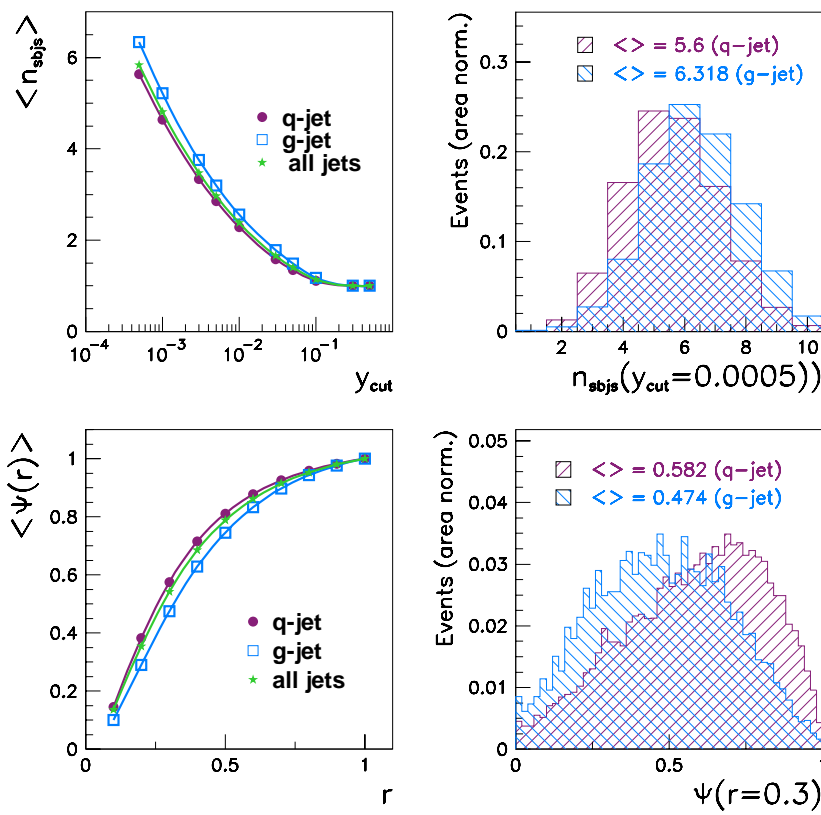 < n_sbjs >
6
4
2
0
10⁻⁴
10⁻³
10⁻²
10⁻¹
y_cut
q-jet
g-jet
all jets
Events (area norm.)
0.3
0.2
0.1
0
2
4
6
8
10
n_sbjs(y_cut=0.0005))
<> = 5.6 (q-jet)
<> = 6.318 (g-jet)
< Ψ(r) >
1
0.8
0.6
0.4
0.2
0
0
0.5
1
r
q-jet
g-jet
all jets
Events (area norm.)
0.05
0.04
0.03
0.02
0.01
0
0
0.5
1
Ψ(r=0.3)
<> = 0.582 (q-jet)
<> = 0.474 (g-jet)